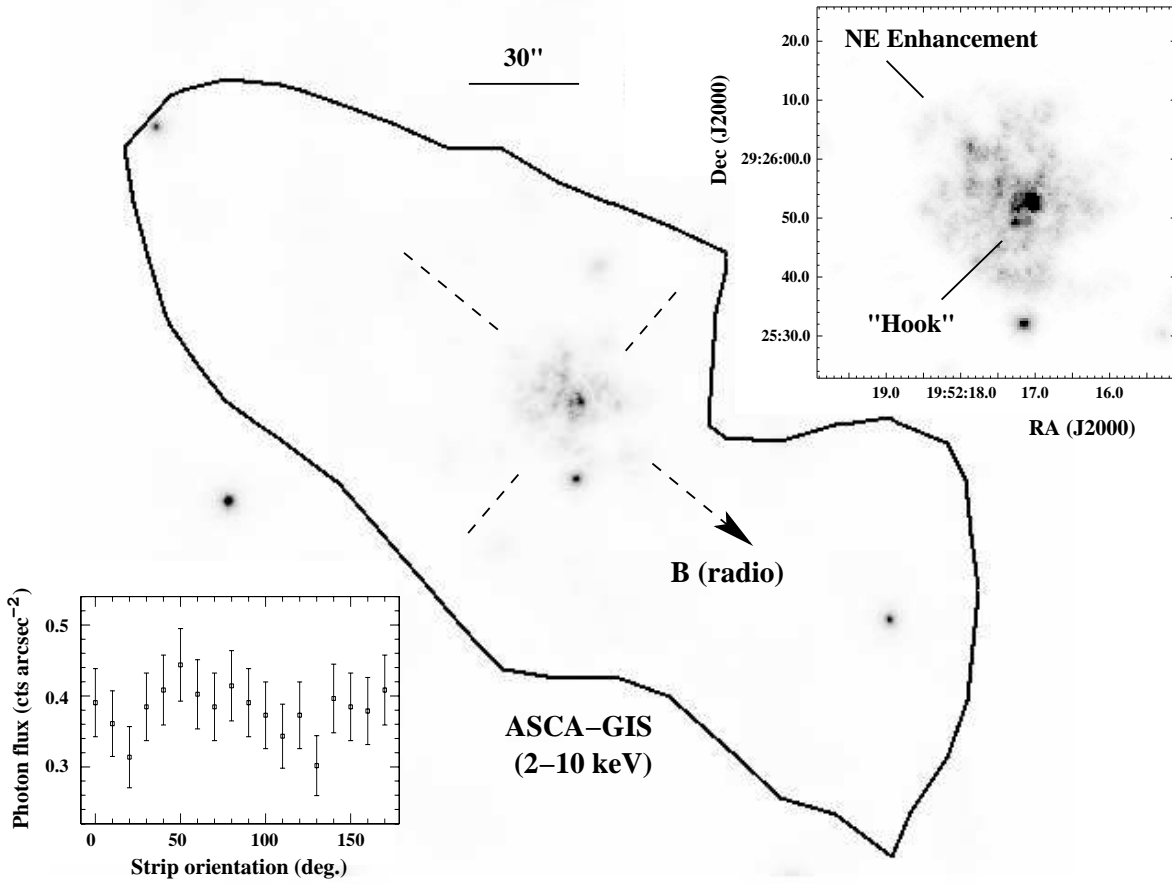 30"
NE Enhancement
"Hook"
Dec (J2000)
20.0
10.0
29:26:00.0
50.0
40.0
25:30.0
19.0 19:52:18.0 17.0 16.0
RA (J2000)
B (radio)
ASCA−GIS
(2−10 keV)
Photon flux (cts arcsec−2
0.5
0.4
0.3
0 50 100 150
Strip orientation (deg.)